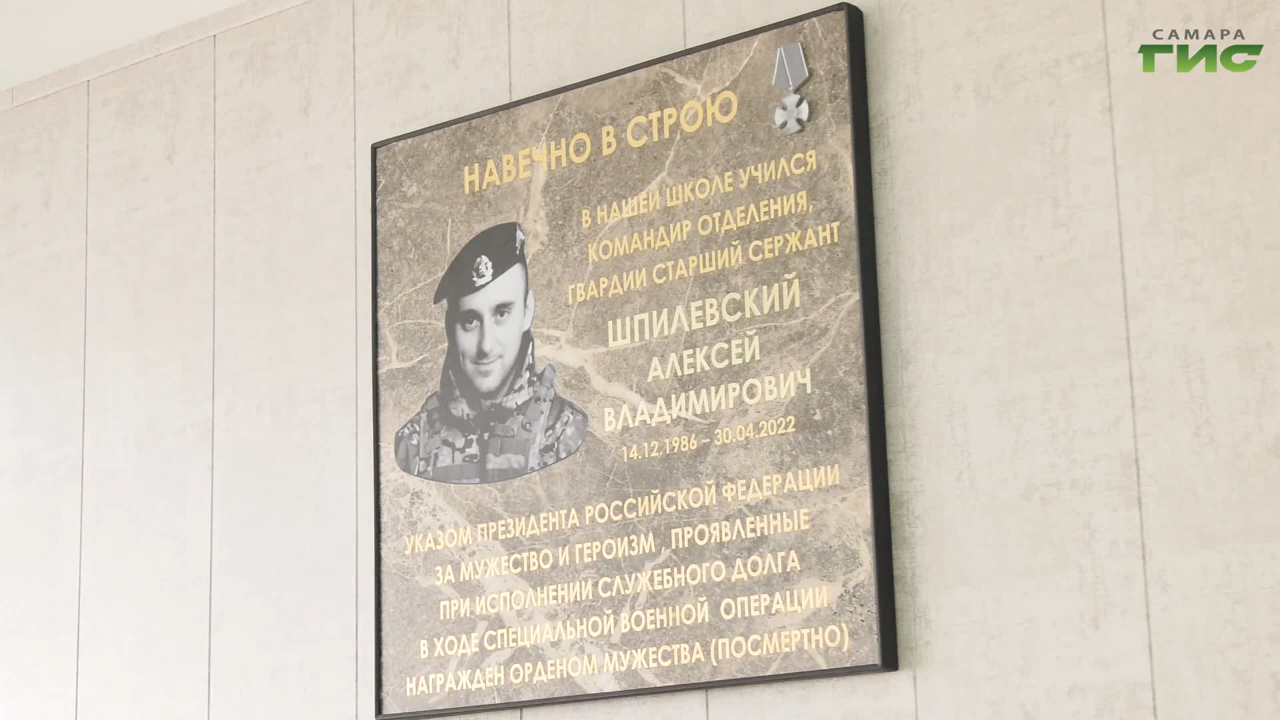 САМАРА
ГИС
НАВЕЧНО В СТРОЮ
В НАШЕЙ ШКОЛЕ УЧИЛСЯ
КОМАНДИР ОТДЕЛЕНИЯ,
ГВАРДИИ СТАРШИЙ СЕРЖАНТ
ШПИЛЕВСКИЙ
АЛЕКСЕЙ
ВЛАДИМИРОВИЧ
14.12.1986 – 30.04.2022
УКАЗОМ ПРЕЗИДЕНТА РОССИЙСКОЙ ФЕДЕРАЦИИ
ЗА МУЖЕСТВО И ГЕРОИЗМ ПРОЯВЛЕННЫЕ
ПРИ ИСПОЛНЕНИИ СЛУЖЕБНОГО ДОЛГА
В ХОДЕ СПЕЦИАЛЬНОЙ ВОЕННОЙ ОПЕРАЦИИ
НАГРАЖДЕН ОРДЕНОМ МУЖЕСТВА (ПОСМЕРТНО)